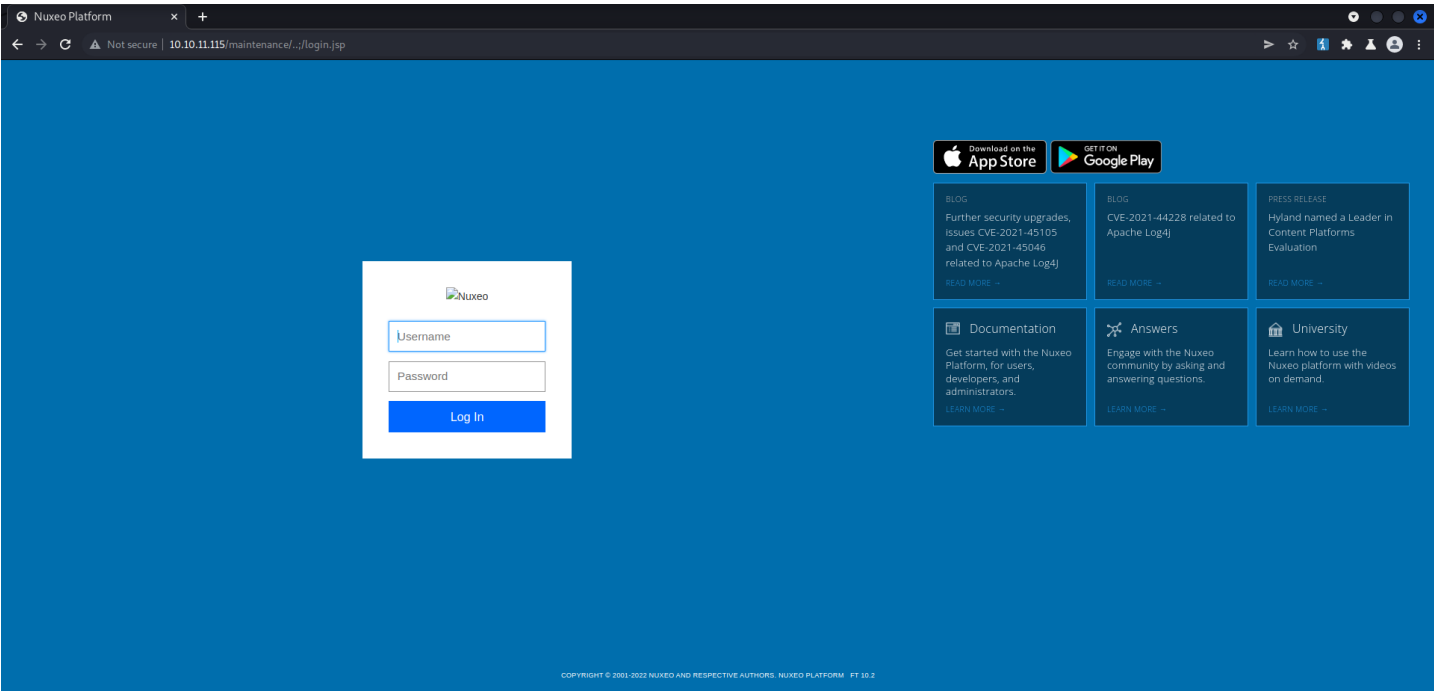 Nuxeo Platform
Not secure | 10.10.11.115/maintenance/..;/login.jsp
Download on the
App Store
GET IT ON
Google Play
BLOG
Further security upgrades,
issues CVE-2021-45105
and CVE-2021-45046
related to Apache Log4J
READ MORE →
BLOG
CVE-2021-44228 related to
Apache Log4j
READ MORE →
PRESS RELEASE
Hyland named a Leader in
Content Platforms
Evaluation
READ MORE →
Nuxeo
Username
Password
Log In
Documentation
Get started with the Nuxeo
Platform, for users,
developers, and
administrators.
LEARN MORE →
Answers
Engage with the Nuxeo
community by asking and
answering questions.
LEARN MORE →
University
Learn how to use the
Nuxeo platform with videos
on demand.
LEARN MORE →
COPYRIGHT © 2001-2022 NUXEO AND RESPECTIVE AUTHORS. NUXEO PLATFORM FT 10.2